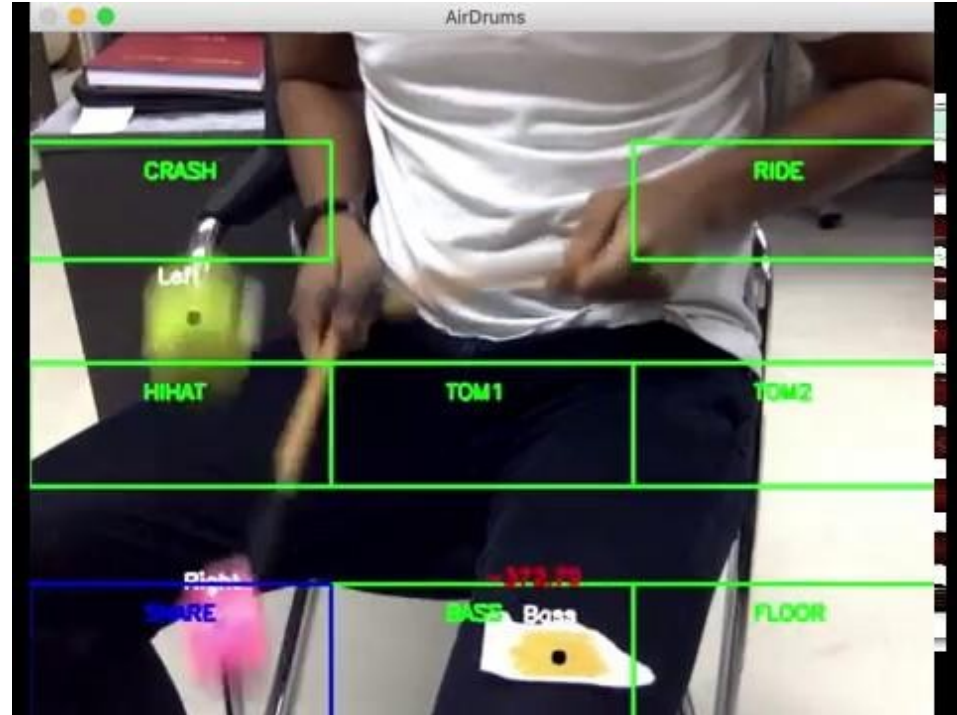 AirDrums
CRASH
RIDE
Left
HIHAT
TOM1
TOM2
Right
SNARE
BASS
Bass
FLOOR